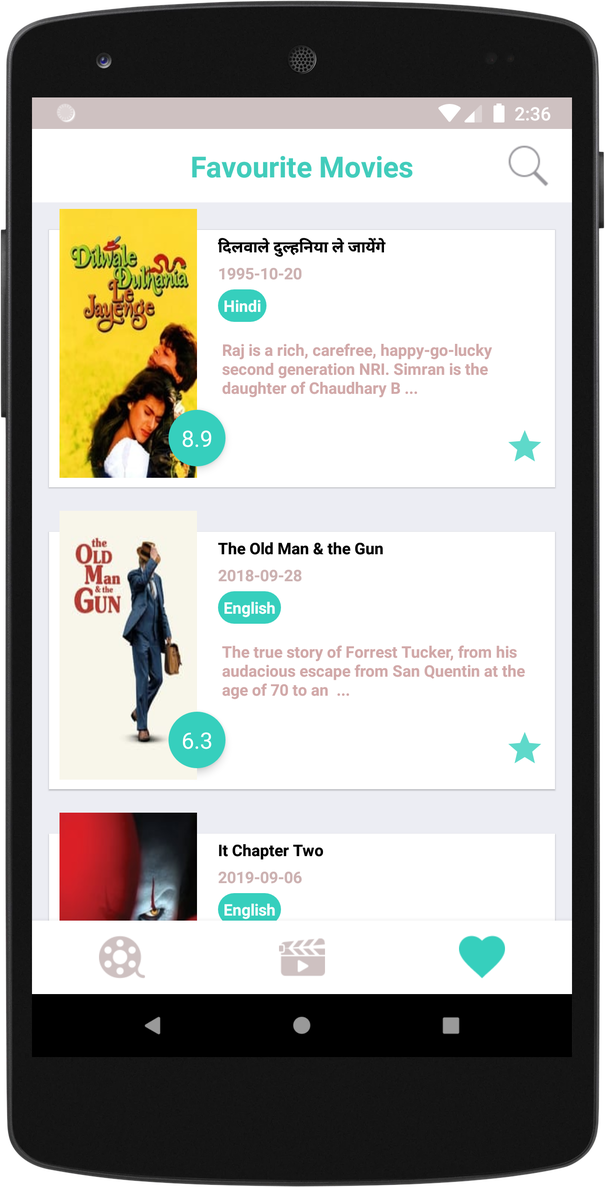 2:36
Favourite Movies
Dilwale
Dulhania
Le
Jayenge
दिलवाले दुल्हनिया ले जायेंगे
1995-10-20
Hindi
Raj is a rich, carefree, happy-go-lucky
second generation NRI. Simran is the
daughter of Chaudhary B ...
8.9
the
OLD
Man
& the
GUN
The Old Man & the Gun
2018-09-28
English
The true story of Forrest Tucker, from his
audacious escape from San Quentin at the
age of 70 to an  ...
6.3
It Chapter Two
2019-09-06
English